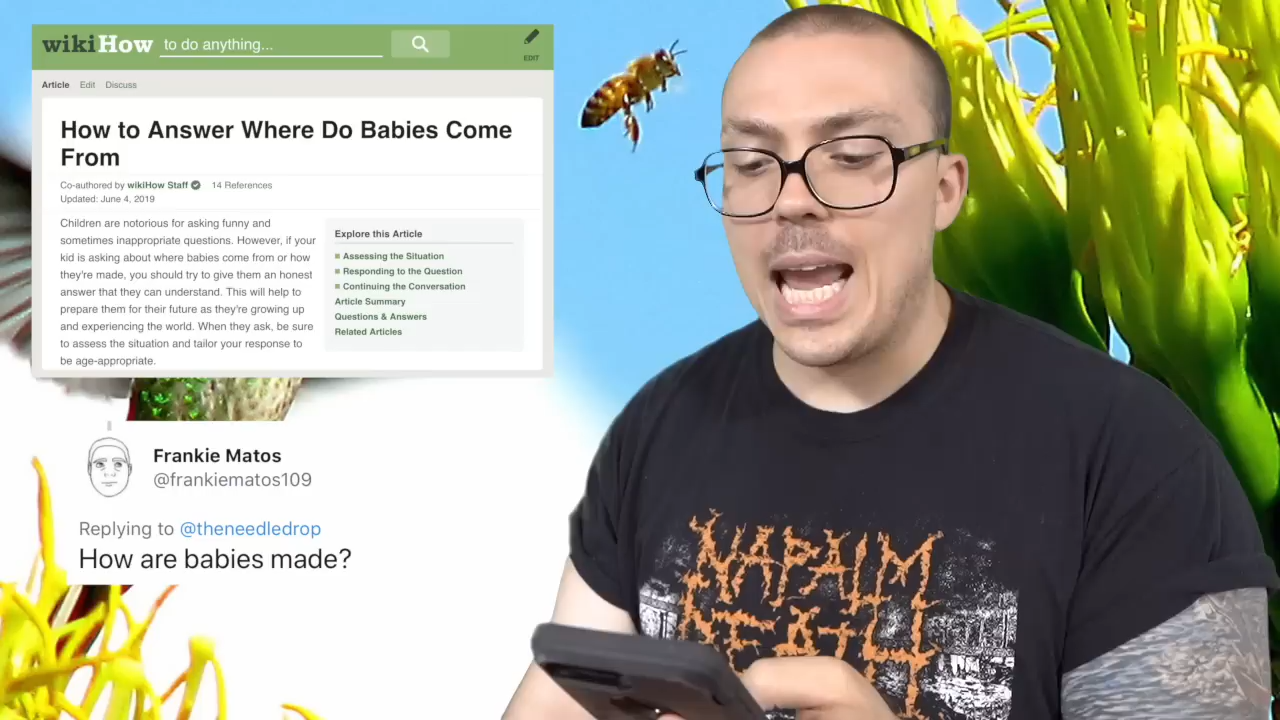 wikiHow to do anything...
EDIT
Article Edit Discuss
How to Answer Where Do Babies Come
From
Co-authored by wikiHow Staff 14 References
Updated: June 4, 2019
Children are notorious for asking funny and
sometimes inappropriate questions. However, if your
kid is asking about where babies come from or how
they're made, you should try to give them an honest
answer that they can understand. This will help to
prepare them for their future as they're growing up
and experiencing the world. When they ask, be sure
to assess the situation and tailor your response to
be age-appropriate.
Explore this Article
Assessing the Situation
Responding to the Question
Continuing the Conversation
Article Summary
Questions & Answers
Related Articles
Frankie Matos
@frankiematos109
Replying to @theneedledrop
How are babies made?
NAPALM
DEATH